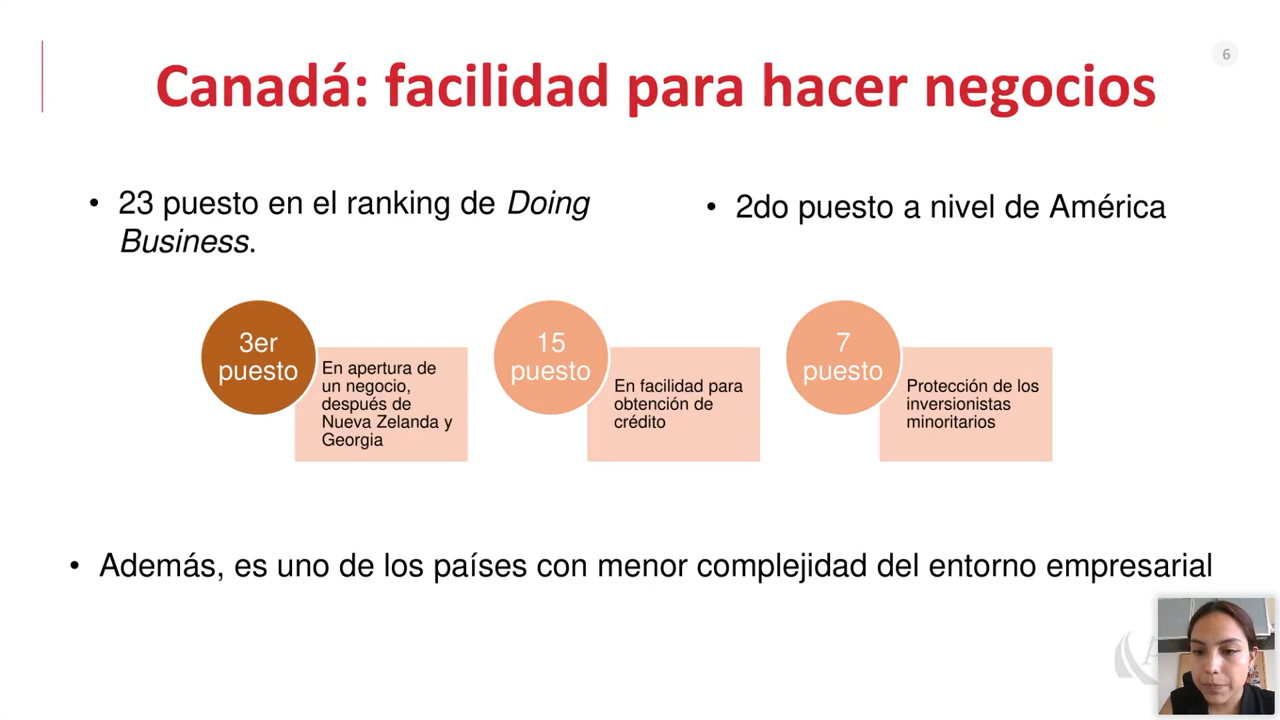 6
Canadá: facilidad para hacer negocios
• 23 puesto en el ranking de Doing
Business.
• 2do puesto a nivel de América
3er
puesto
En apertura de
un negocio,
después de
Nueva Zelanda y
Georgia
15
puesto
En facilidad para
obtención de
crédito
7
puesto
Protección de los
inversionistas
minoritarios
• Además, es uno de los países con menor complejidad del entorno empresarial